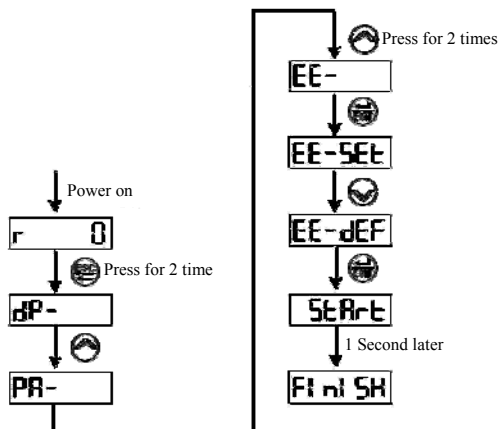 Power on
r 0
Press for 2 time
dP-
PA-
Press for 2 times
EE-
EE-SEt
EE-dEF
StArt
1 Second later
FInISH